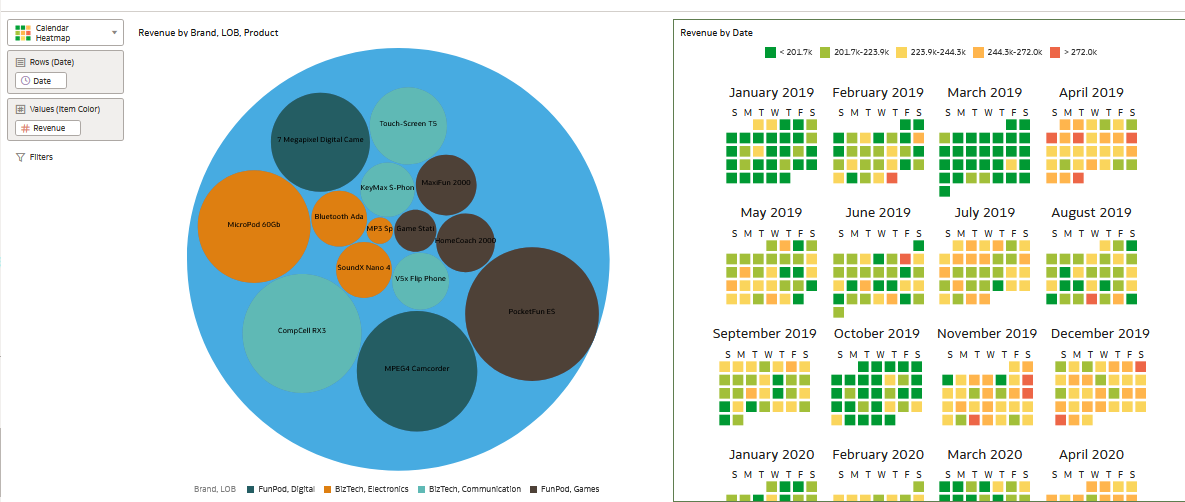 Calendar
Heatmap
Rows (Date)
Date
Values (Item Color)
# Revenue
Filters
Revenue by Brand, LOB, Product
7 Megapixel Digital Came
Touch-Screen T5
KeyMax S-Phon
MaxiFun 2000
MicroPod 60Gb
Bluetooth Ada
MP3 Sp
Game Stati
HomeCoach 2000
SoundX Nano 4
V5x Flip Phone
PocketFun ES
CompCell RX3
MPEG4 Camcorder
Brand, LOB
FunPod, Digital
BizTech, Electronics
BizTech, Communication
FunPod, Games
Revenue by Date
< 201.7k
201.7k-223.9k
223.9k-244.3k
244.3k-272.0k
> 272.0k
January 2019
S M T W T F S
February 2019
S M T W T F S
March 2019
S M T W T F S
April 2019
S M T W T F S
May 2019
S M T W T F S
June 2019
S M T W T F S
July 2019
S M T W T F S
August 2019
S M T W T F S
September 2019
S M T W T F S
October 2019
S M T W T F S
November 2019
S M T W T F S
December 2019
S M T W T F S
January 2020
S M T W T F S
February 2020
S M T W T F S
March 2020
S M T W T F S
April 2020
S M T W T F S